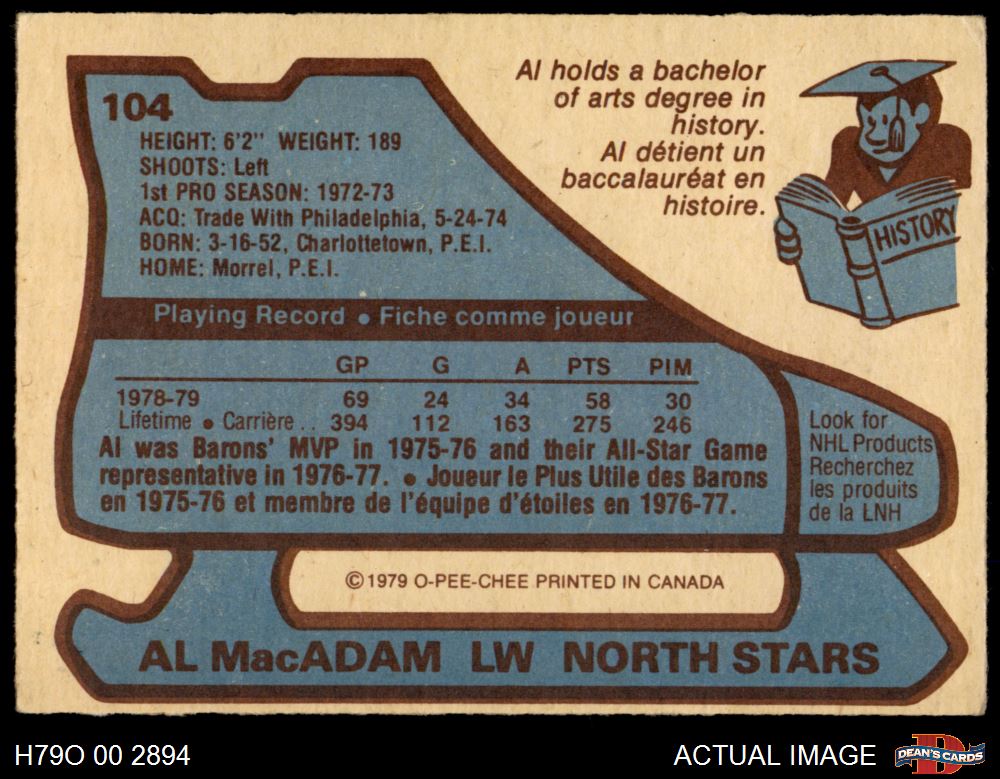 104
HEIGHT: 6'2" WEIGHT: 189
SHOOTS: Left
1st PRO SEASON: 1972-73
ACQ: Trade With Philadelphia, 5-24-74
BORN: 3-16-52, Charlottetown, P.E.I.
HOME: Morrel, P.E.I.
Al holds a bachelor
of arts degree in
history.
Al détient un
baccalauréat en
histoire.
HISTORY
Playing Record • Fiche comme joueur
GP G A PTS PIM
1978-79 69 24 34 58 30
Lifetime • Carrière .. 394 112 163 275 246
Al was Barons' MVP in 1975-76 and their All-Star Game
representative in 1976-77. • Joueur le Plus Utile des Barons
en 1975-76 et membre de l'équipe d'étoiles en 1976-77.
Look for
NHL Products
Recherchez
les produits
de la LNH
©1979 O-PEE-CHEE PRINTED IN CANADA
AL MacADAM LW NORTH STARS
H79O 00 2894
ACTUAL IMAGE
D
DEAN'S CARDS